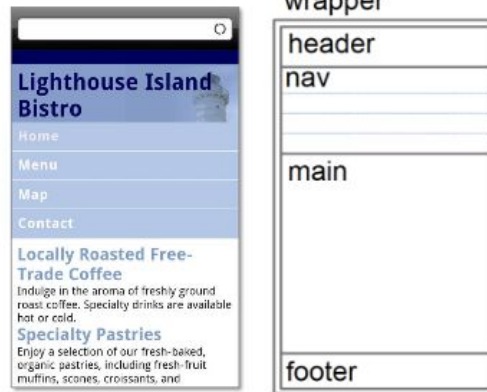 Lighthouse Island
Bistro
Home
Menu
Map
Contact
Locally Roasted Free-
Trade Coffee
Indulge in the aroma of freshly ground
roast coffee. Specialty drinks are available
hot or cold.
Specialty Pastries
Enjoy a selection of our fresh-baked,
organic pastries, including fresh-fruit
muffins, scones, croissants, and
wrapper
header
nav
main
footer